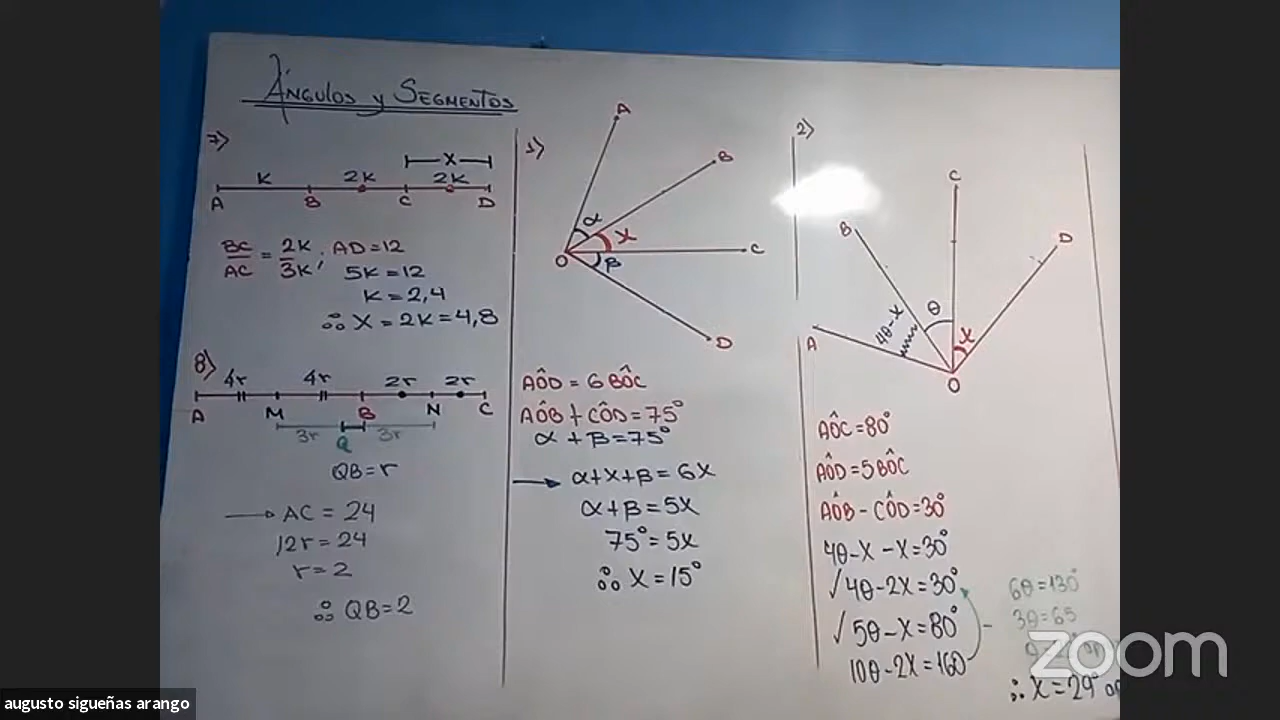 ÁNGULOS y SEGMENTOS
7)
X
K 2K 2K
A B C D
BC/AC = 2K/3K ; AD = 12
5K = 12
K = 2,4
∴ X = 2K = 4,8
8)
4r 4r 2r 2r
A M B N C
3r Q 3r
QB = r
→ AC = 24
12r = 24
r = 2
∴ QB = 2
1)
A
B
α
X
O C
β
D
AÔD = 6 BÔC
AÔB + CÔD = 75°
α + β = 75°
→ α+X+β = 6X
α+β = 5X
75° = 5X
∴ X = 15°
2)
C
B D
θ
4θ-X X
A
O
AÔC = 80°
AÔD = 5 BÔC
AÔB - CÔD = 30°
4θ-X-X = 30°
√ 4θ-2X = 30°
√ 5θ-X = 80°
10θ-2X = 160
6θ = 130°
3θ = 65
∴ X = 29°
zoom
augusto sigueñas arango